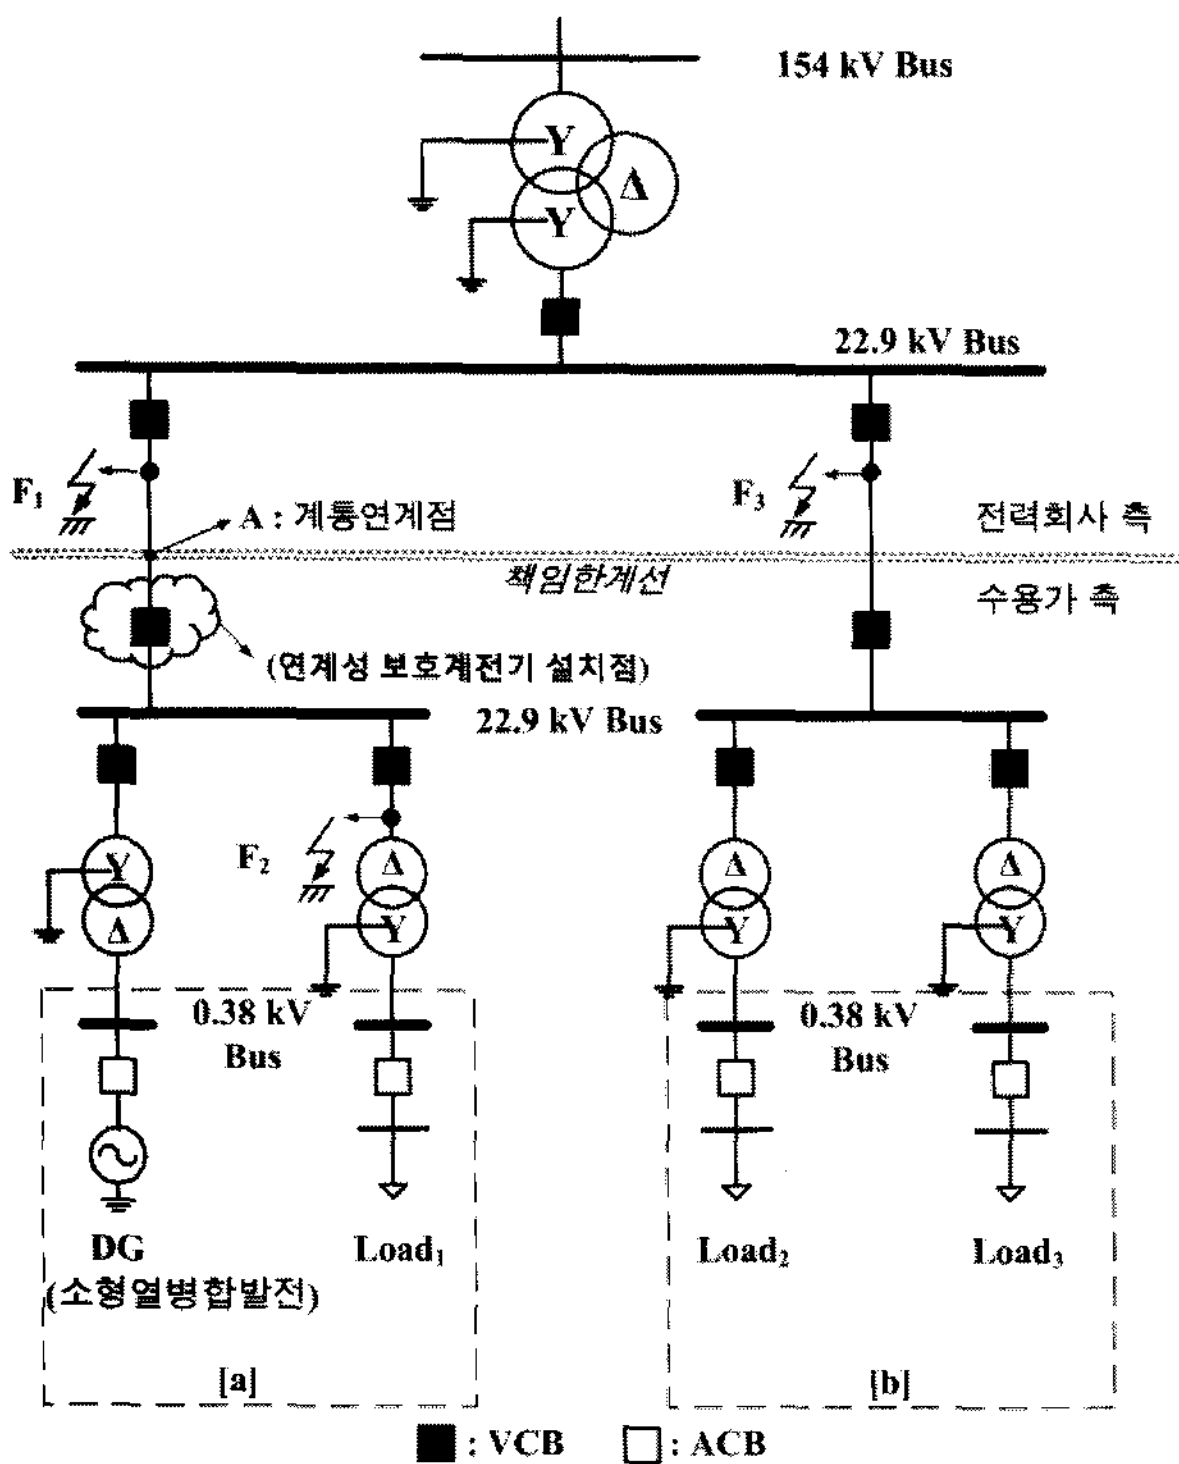 154 kV Bus
Y
Δ
Y
22.9 kV Bus
F₁
F₃
A : 계통연계점
전력회사 측
책임한계선
수용가 측
(연계성 보호계전기 설치점)
22.9 kV Bus
F₂
Y
Δ
Δ
Y
Δ
Y
Δ
Y
0.38 kV
Bus
0.38 kV
Bus
DG
(소형열병합발전)
Load₁
Load₂
Load₃
[a]
[b]
: VCB
: ACB